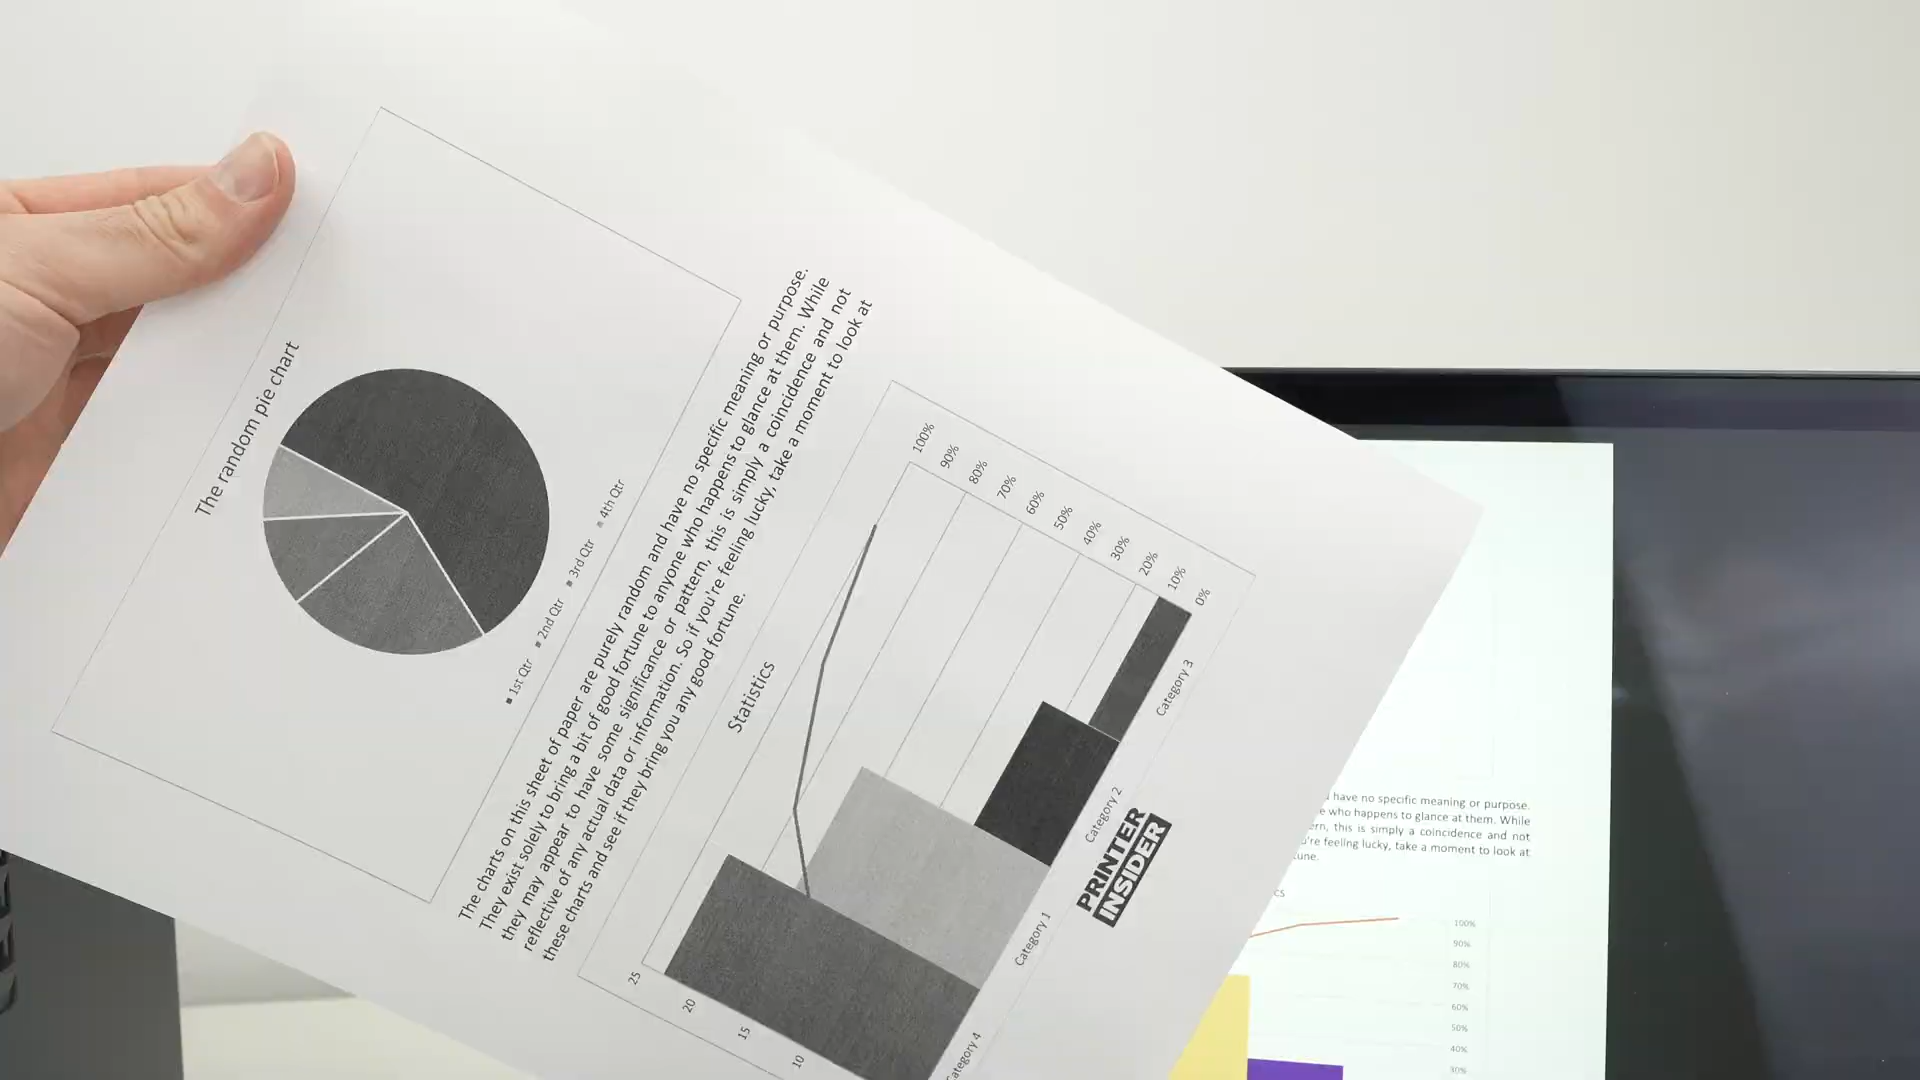 The random pie chart
1st Qtr 2nd Qtr 3rd Qtr 4th Qtr
The charts on this sheet of paper are purely random and have no specific meaning or purpose.
They exist solely to bring a bit of good fortune to anyone who happens to glance at them. While
they may appear to have some significance or pattern, this is simply a coincidence and not
reflective of any actual data or information. So if you're feeling lucky, take a moment to look at
these charts and see if they bring you any good fortune.
Statistics
25
20
15
10
100%
90%
80%
70%
60%
50%
40%
30%
20%
10%
0%
Category 4
Category 1
Category 2
Category 3
PRINTER
INSIDER
have no specific meaning or purpose.
who happens to glance at them. While
this is simply a coincidence and not
feeling lucky, take a moment to look at
100%
90%
80%
70%
60%
50%
40%
30%